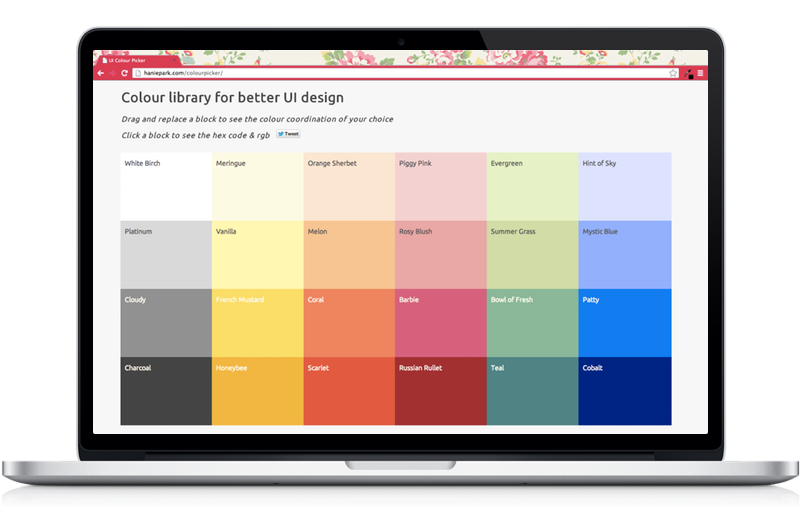 UI Colour Picker
haniepark.com/colourpicker/
Colour library for better UI design
Drag and replace a block to see the colour coordination of your choice
Click a block to see the hex code & rgb Tweet
White Birch Meringue Orange Sherbet Piggy Pink Evergreen Hint of Sky
Platinum Vanilla Melon Rosy Blush Summer Grass Mystic Blue
Cloudy French Mustard Coral Barbie Bowl of Fresh Patty
Charcoal Honeybee Scarlet Russian Rullet Teal Cobalt